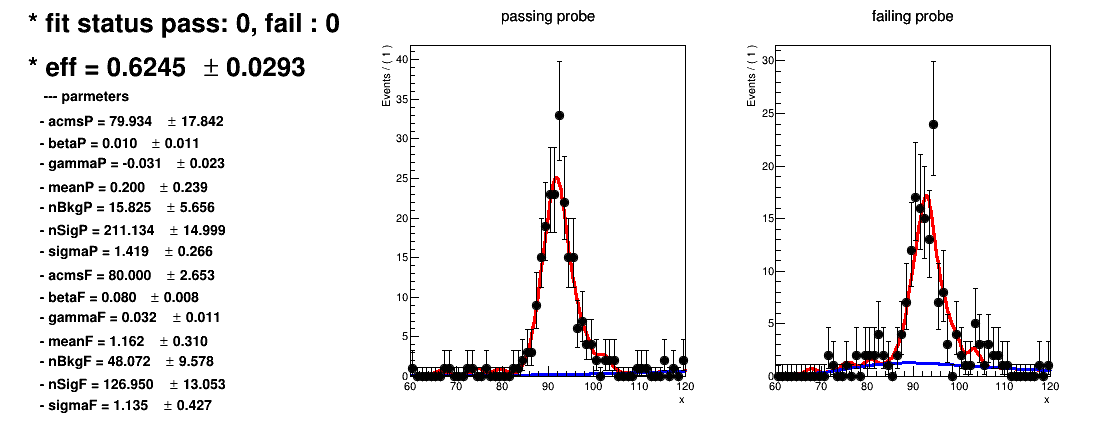 * fit status pass: 0, fail : 0
* eff = 0.6245 ± 0.0293
--- parmeters
- acmsP = 79.934 ± 17.842
- betaP = 0.010 ± 0.011
- gammaP = -0.031 ± 0.023
- meanP = 0.200 ± 0.239
- nBkgP = 15.825 ± 5.656
- nSigP = 211.134 ± 14.999
- sigmaP = 1.419 ± 0.266
- acmsF = 80.000 ± 2.653
- betaF = 0.080 ± 0.008
- gammaF = 0.032 ± 0.011
- meanF = 1.162 ± 0.310
- nBkgF = 48.072 ± 9.578
- nSigF = 126.950 ± 13.053
- sigmaF = 1.135 ± 0.427
passing probe
Events / ( 1 )
40
35
30
25
20
15
10
5
0
60 70 80 90 100 110 120
x
failing probe
Events / ( 1 )
30
25
20
15
10
5
0
60 70 80 90 100 110 120
x